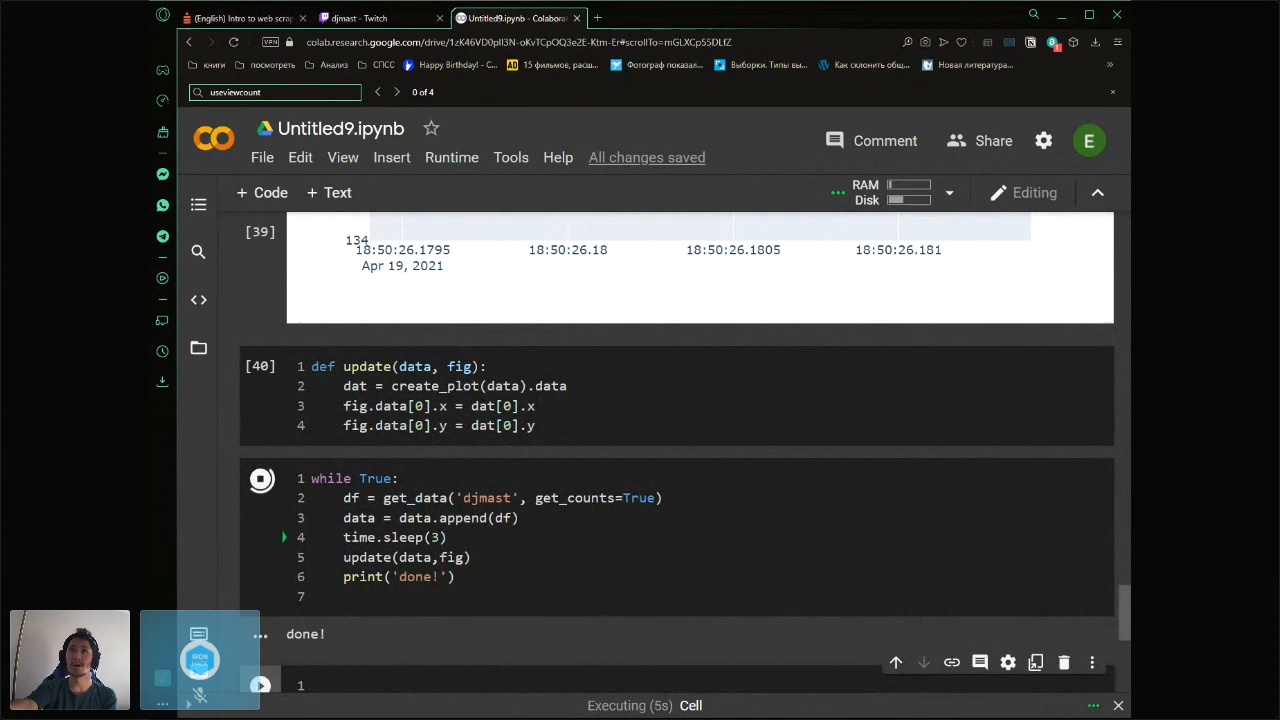 (English) Intro to web scrap
djmast - Twitch
Untitled9.ipynb - Colaborat
VPN
colab.research.google.com/drive/1zK46VD0pII3N-oKvTCpOQ3e2E-Ktm-Er#scrollTo=mGLXCp55DLfZ
книги
посмотреть
Анализ
СПСС
Happy Birthday! - C...
15 фильмов, расш...
Фотограф показал...
Выборки. Типы вы...
Как склонить общ...
Новая литература...
useviewcount
0 of 4
Untitled9.ipynb
Comment
Share
E
File Edit View Insert Runtime Tools Help All changes saved
+ Code + Text
RAM
Disk
Editing
[39]
134
18:50:26.1795 18:50:26.18 18:50:26.1805 18:50:26.181
Apr 19, 2021
[40]
1 def update(data, fig):
2 dat = create_plot(data).data
3 fig.data[0].x = dat[0].x
4 fig.data[0].y = dat[0].y
1 while True:
2 df = get_data('djmast', get_counts=True)
3 data = data.append(df)
4 time.sleep(3)
5 update(data,fig)
6 print('done!')
7
done!
1
Executing (5s) Cell